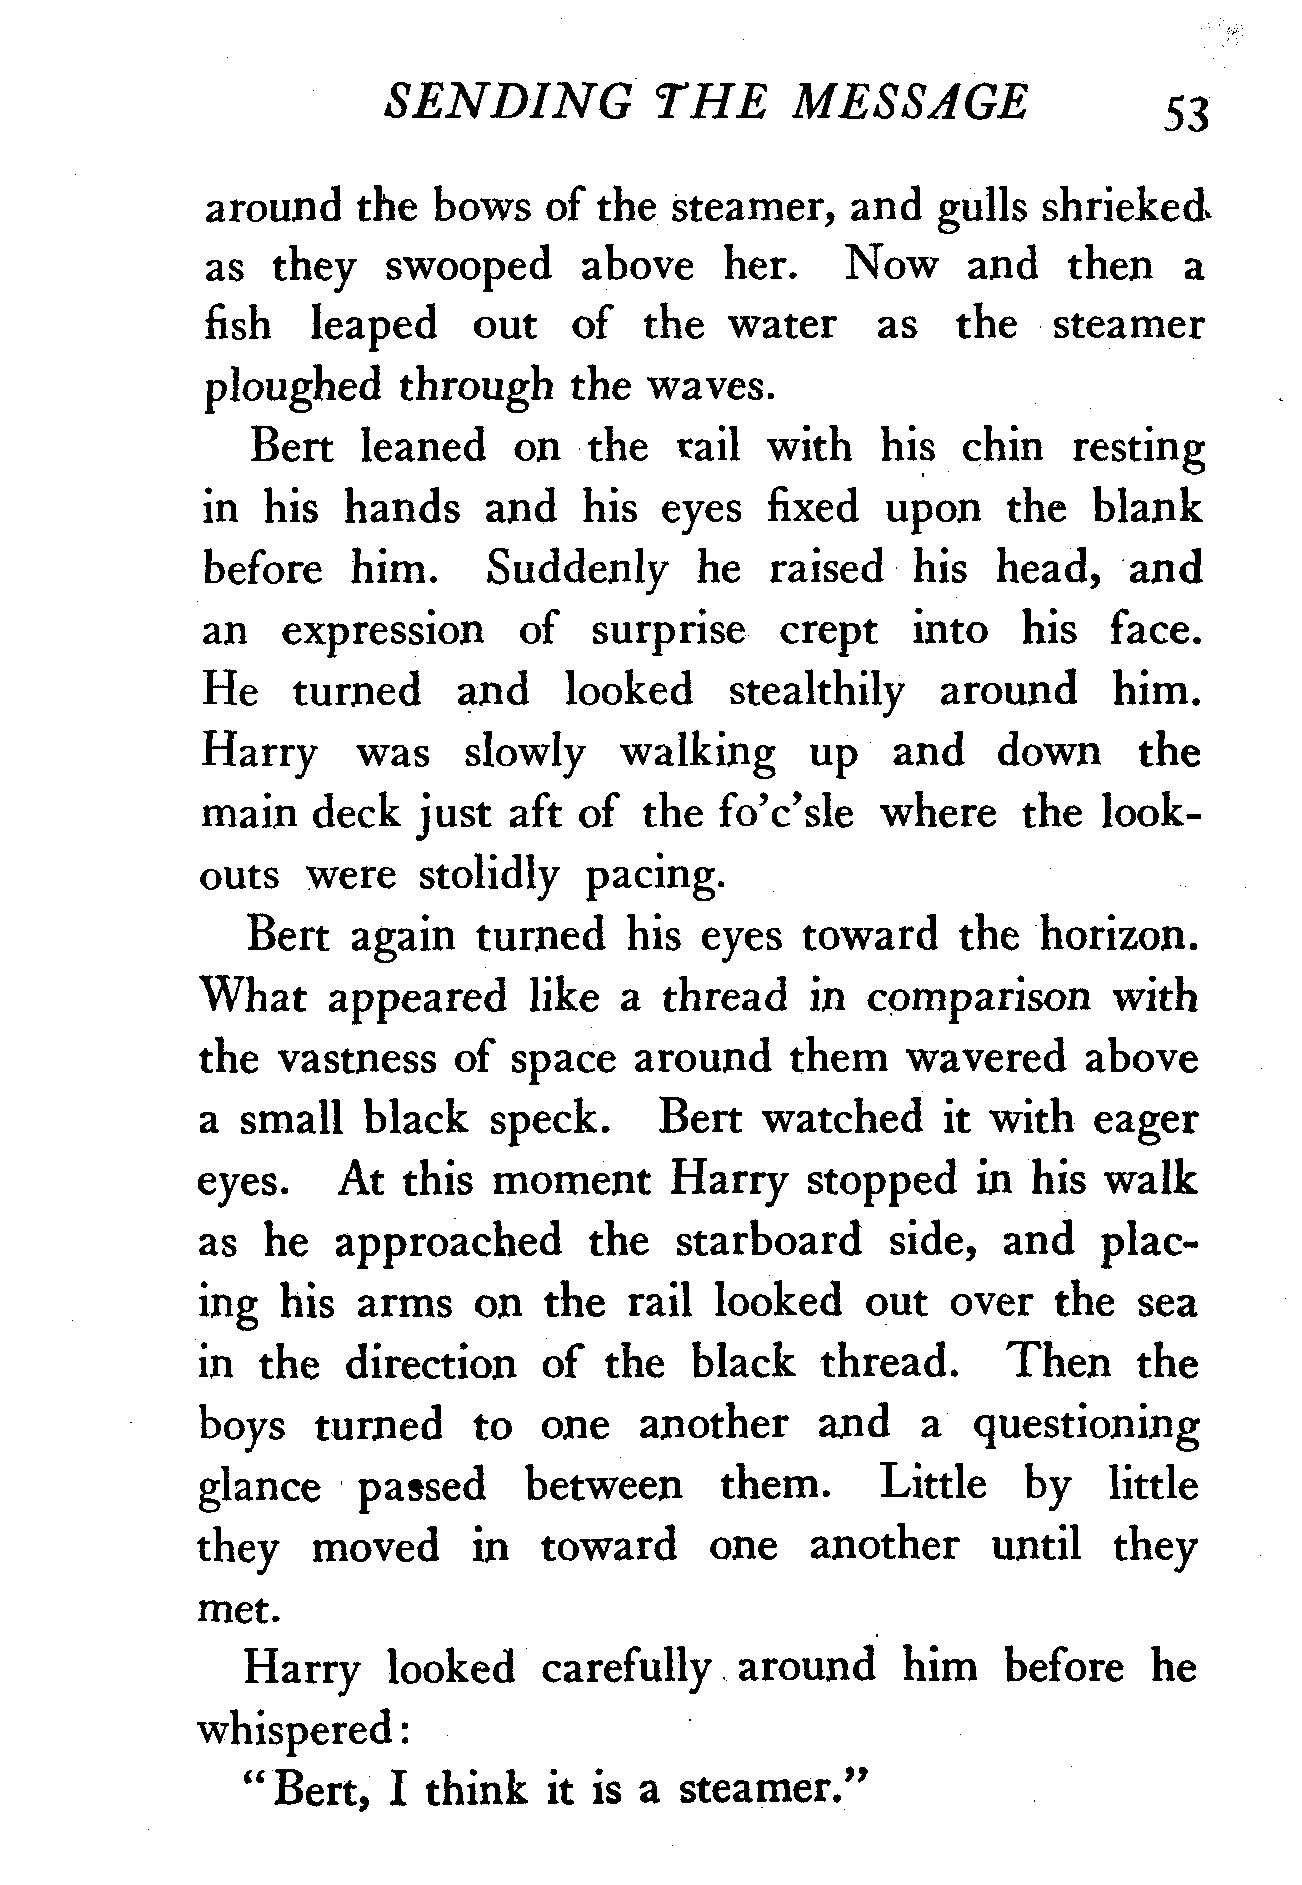 SENDING THE MESSAGE 53
around the bows of the steamer, and gulls shrieked
as they swooped above her. Now and then a
fish leaped out of the water as the steamer
ploughed through the waves.
Bert leaned on the rail with his chin resting
in his hands and his eyes fixed upon the blank
before him. Suddenly he raised his head, and
an expression of surprise crept into his face.
He turned and looked stealthily around him.
Harry was slowly walking up and down the
main deck just aft of the fo'c'sle where the look-
outs were stolidly pacing.
Bert again turned his eyes toward the horizon.
What appeared like a thread in comparison with
the vastness of space around them wavered above
a small black speck. Bert watched it with eager
eyes. At this moment Harry stopped in his walk
as he approached the starboard side, and plac-
ing his arms on the rail looked out over the sea
in the direction of the black thread. Then the
boys turned to one another and a questioning
glance passed between them. Little by little
they moved in toward one another until they
met.
Harry looked carefully around him before he
whispered:
"Bert, I think it is a steamer."